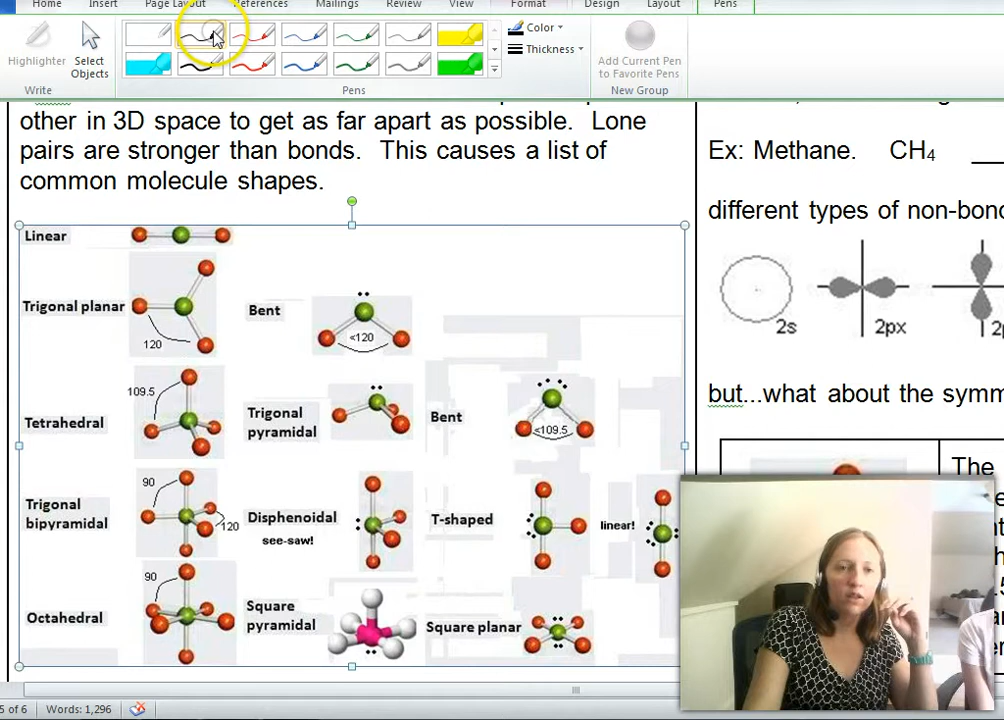 Home Insert Page Layout References Mailings Review View Format Design Layout Pens
Highlighter
Select
Objects
Color
Thickness
Add Current Pen
to Favorite Pens
Write
Pens
New Group
other in 3D space to get as far apart as possible. Lone
pairs are stronger than bonds. This causes a list of
common molecule shapes.
Linear
Trigonal planar
120
Bent
<120
Tetrahedral
109.5
Trigonal
pyramidal
Bent
<109.5
Trigonal
bipyramidal
90
120
Disphenoidal
see-saw!
T-shaped
linear!
Octahedral
90
Square
pyramidal
Square planar
Ex: Methane. CH4
different types of non-bond
2s
2px
2p
but...what about the symm
The
5 of 6
Words: 1,296